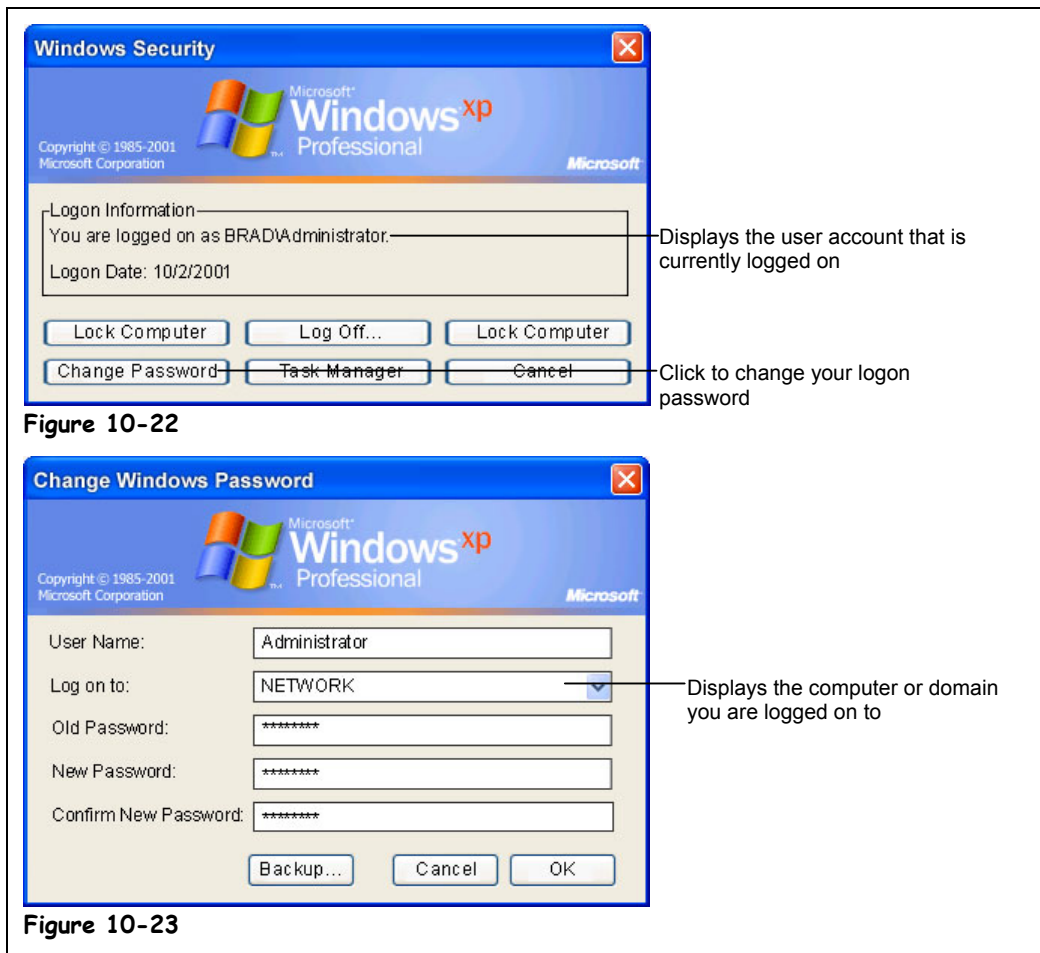 Windows Security
Microsoft®
Windows xp
Professional
Copyright © 1985-2001
Microsoft Corporation
Microsoft
Logon Information
You are logged on as BRAD\Administrator.
Displays the user account that is
currently logged on
Logon Date: 10/2/2001
Lock Computer Log Off... Lock Computer
Change Password Task Manager Cancel
Click to change your logon
password
Figure 10-22
Change Windows Password
Microsoft®
Windows xp
Professional
Copyright © 1985-2001
Microsoft Corporation
Microsoft
User Name: Administrator
Log on to: NETWORK
Displays the computer or domain
you are logged on to
Old Password: ********
New Password: ********
Confirm New Password: ********
Backup... Cancel OK
Figure 10-23